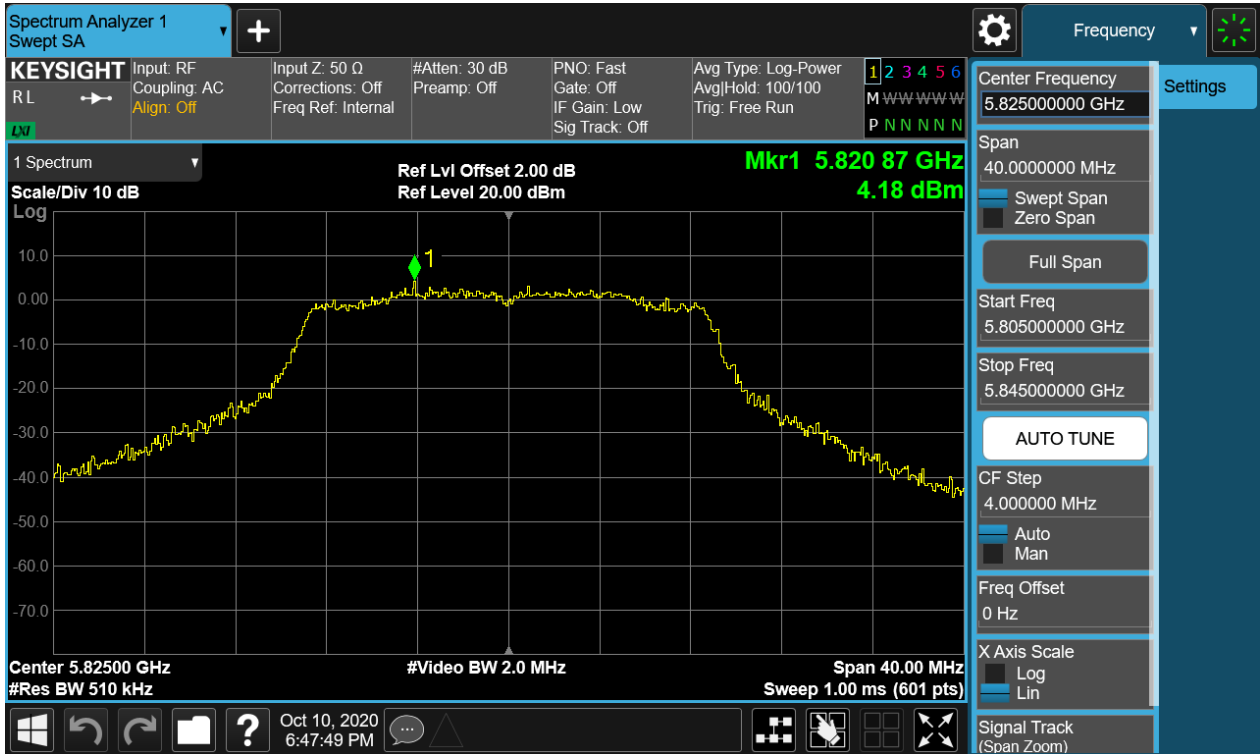 Spectrum Analyzer 1
Swept SA
+
Frequency
KEYSIGHT
R L
LXI
Input: RF
Coupling: AC
Align: Off
Input Z: 50 Ω
Corrections: Off
Freq Ref: Internal
#Atten: 30 dB
Preamp: Off
PNO: Fast
Gate: Off
IF Gain: Low
Sig Track: Off
Avg Type: Log-Power
Avg|Hold: 100/100
Trig: Free Run
1 2 3 4 5 6
M W W W W W
P N N N N N
1 Spectrum
Scale/Div 10 dB
Log
Ref Lvl Offset 2.00 dB
Ref Level 20.00 dBm
Mkr1 5.820 87 GHz
4.18 dBm
1
10.0
0.00
-10.0
-20.0
-30.0
-40.0
-50.0
-60.0
-70.0
Center 5.82500 GHz
#Res BW 510 kHz
#Video BW 2.0 MHz
Span 40.00 MHz
Sweep 1.00 ms (601 pts)
?
Oct 10, 2020
6:47:49 PM
Center Frequency
5.825000000 GHz
Span
40.0000000 MHz
Swept Span
Zero Span
Full Span
Start Freq
5.805000000 GHz
Stop Freq
5.845000000 GHz
AUTO TUNE
CF Step
4.000000 MHz
Auto
Man
Freq Offset
0 Hz
X Axis Scale
Log
Lin
Signal Track
(Span Zoom)
Settings